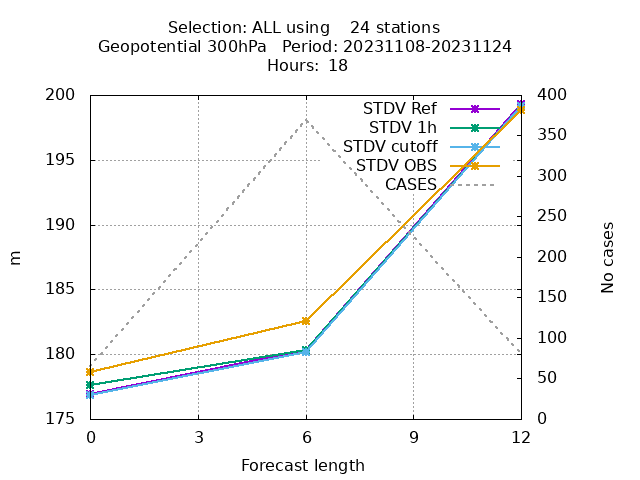 Selection: ALL using    24 stations
Geopotential 300hPa   Period: 20231108-20231124
Hours:  18
STDV Ref
STDV 1h
STDV cutoff
STDV OBS
CASES
200
195
190
185
180
175
m
400
350
300
250
200
150
100
50
0
No cases
0 3 6 9 12
Forecast length